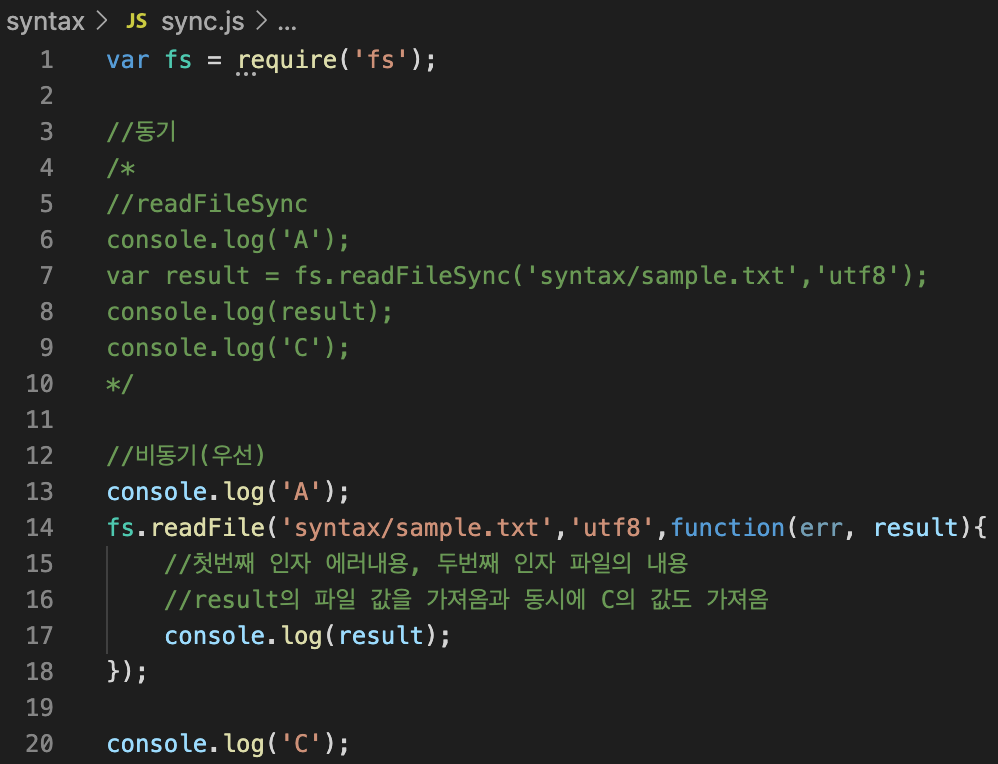 syntax > JS sync.js > ...
1 var fs = require('fs');
2
3 //동기
4 /*
5 //readFileSync
6 console.log('A');
7 var result = fs.readFileSync('syntax/sample.txt','utf8');
8 console.log(result);
9 console.log('C');
10 */
11
12 //비동기(우선)
13 console.log('A');
14 fs.readFile('syntax/sample.txt','utf8',function(err, result){
15     //첫번째 인자 에러내용, 두번째 인자 파일의 내용
16     //result의 파일 값을 가져옴과 동시에 C의 값도 가져옴
17     console.log(result);
18 });
19
20 console.log('C');